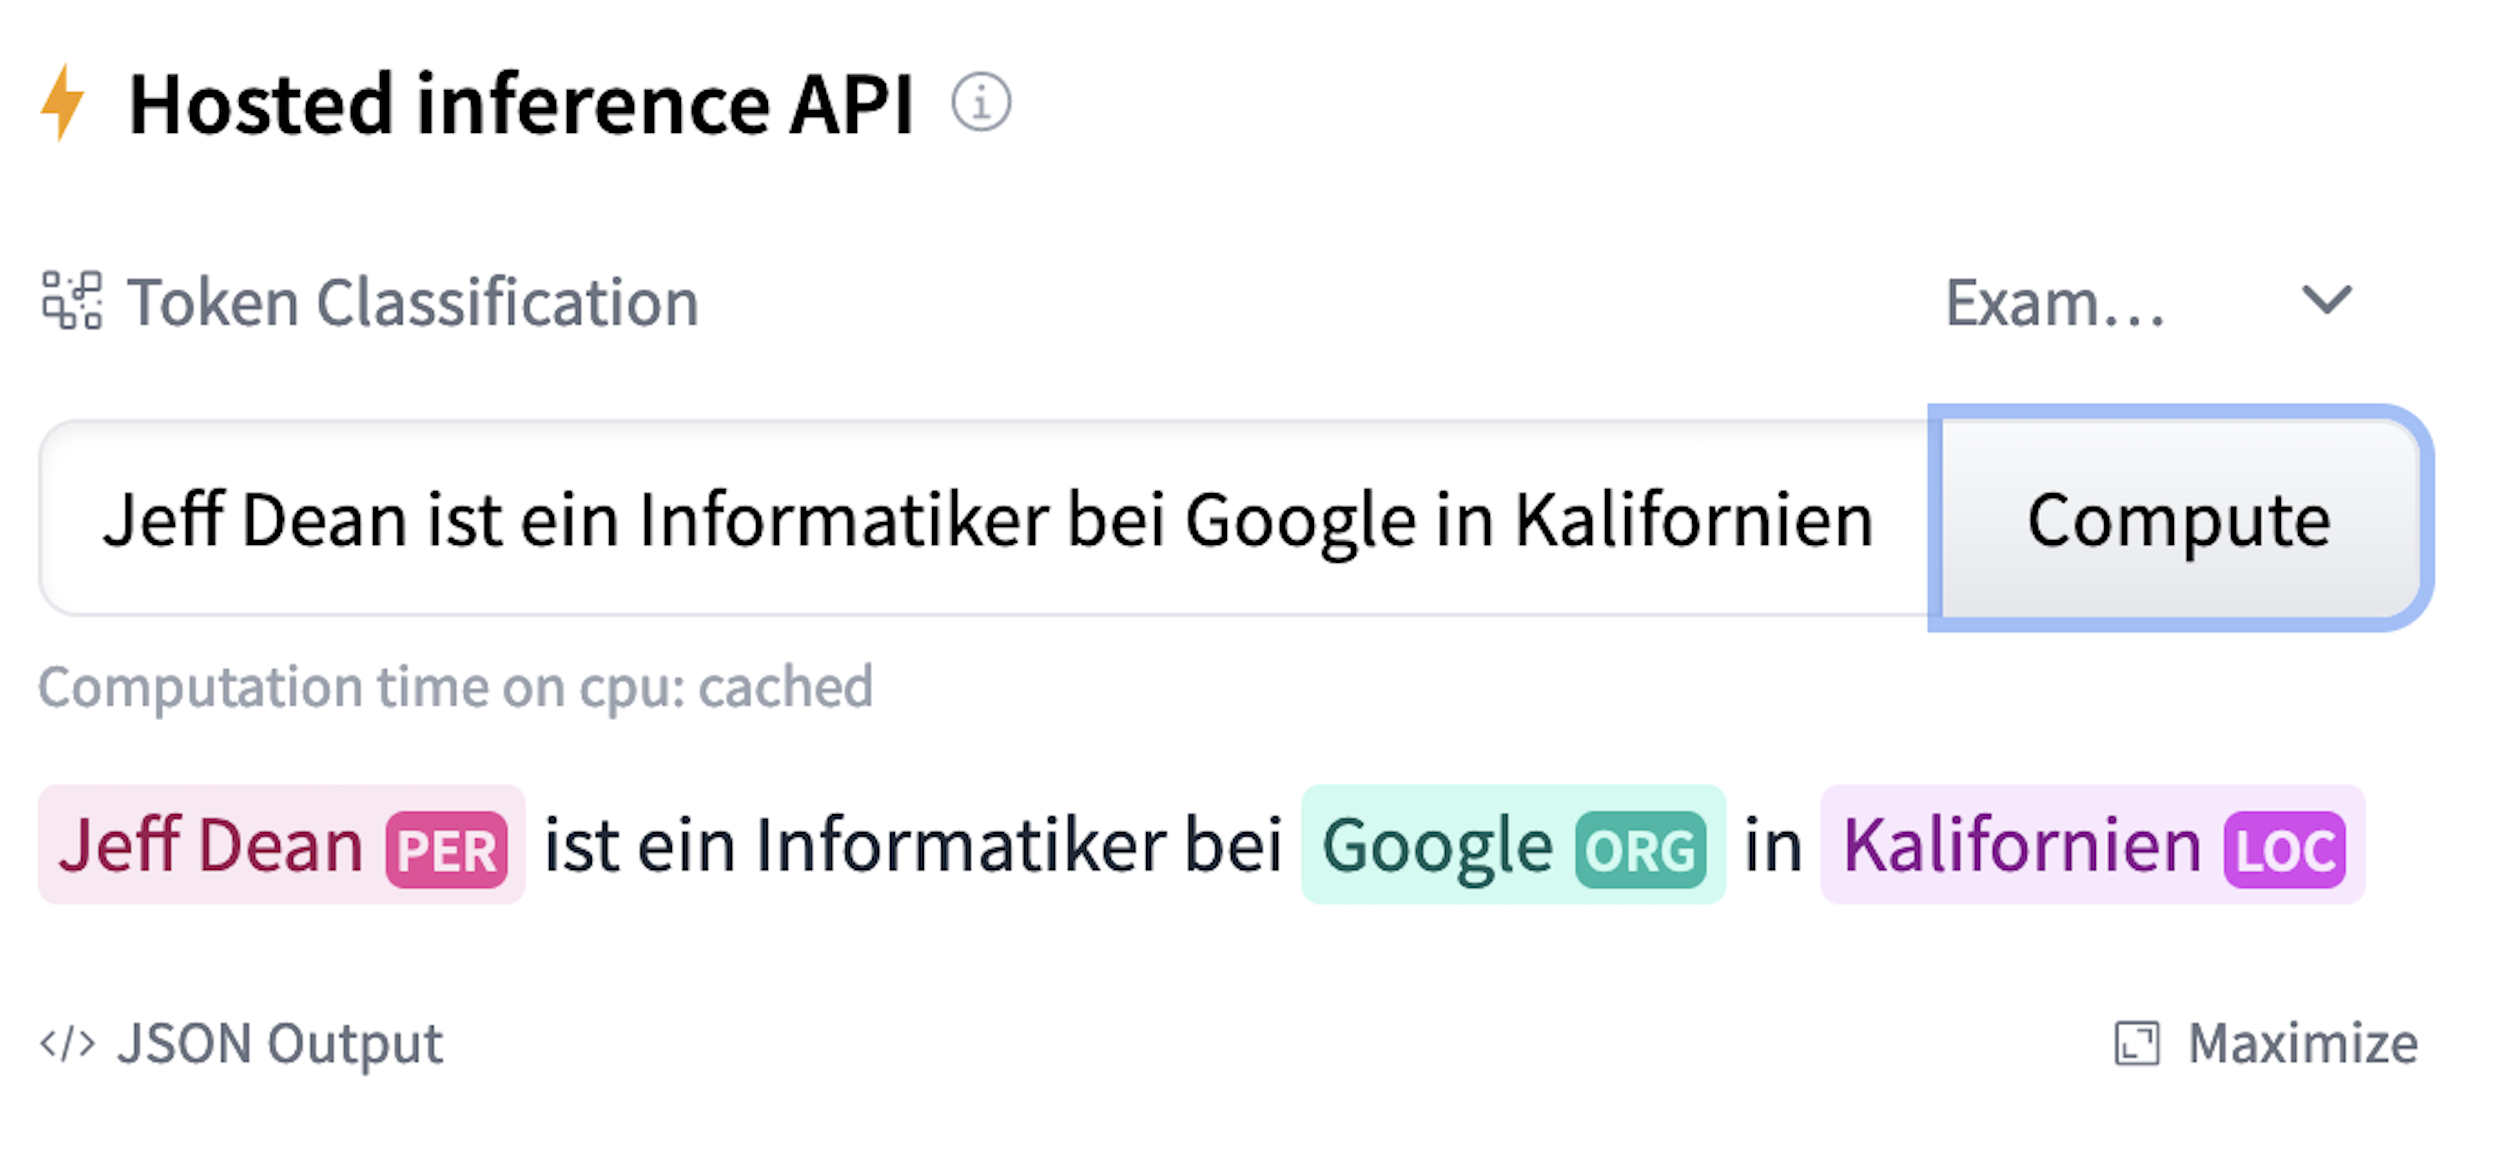 Hosted inference API
Token Classification Exam...
Jeff Dean ist ein Informatiker bei Google in Kalifornien Compute
Computation time on cpu: cached
Jeff Dean PER ist ein Informatiker bei Google ORG in Kalifornien LOC
</> JSON Output Maximize